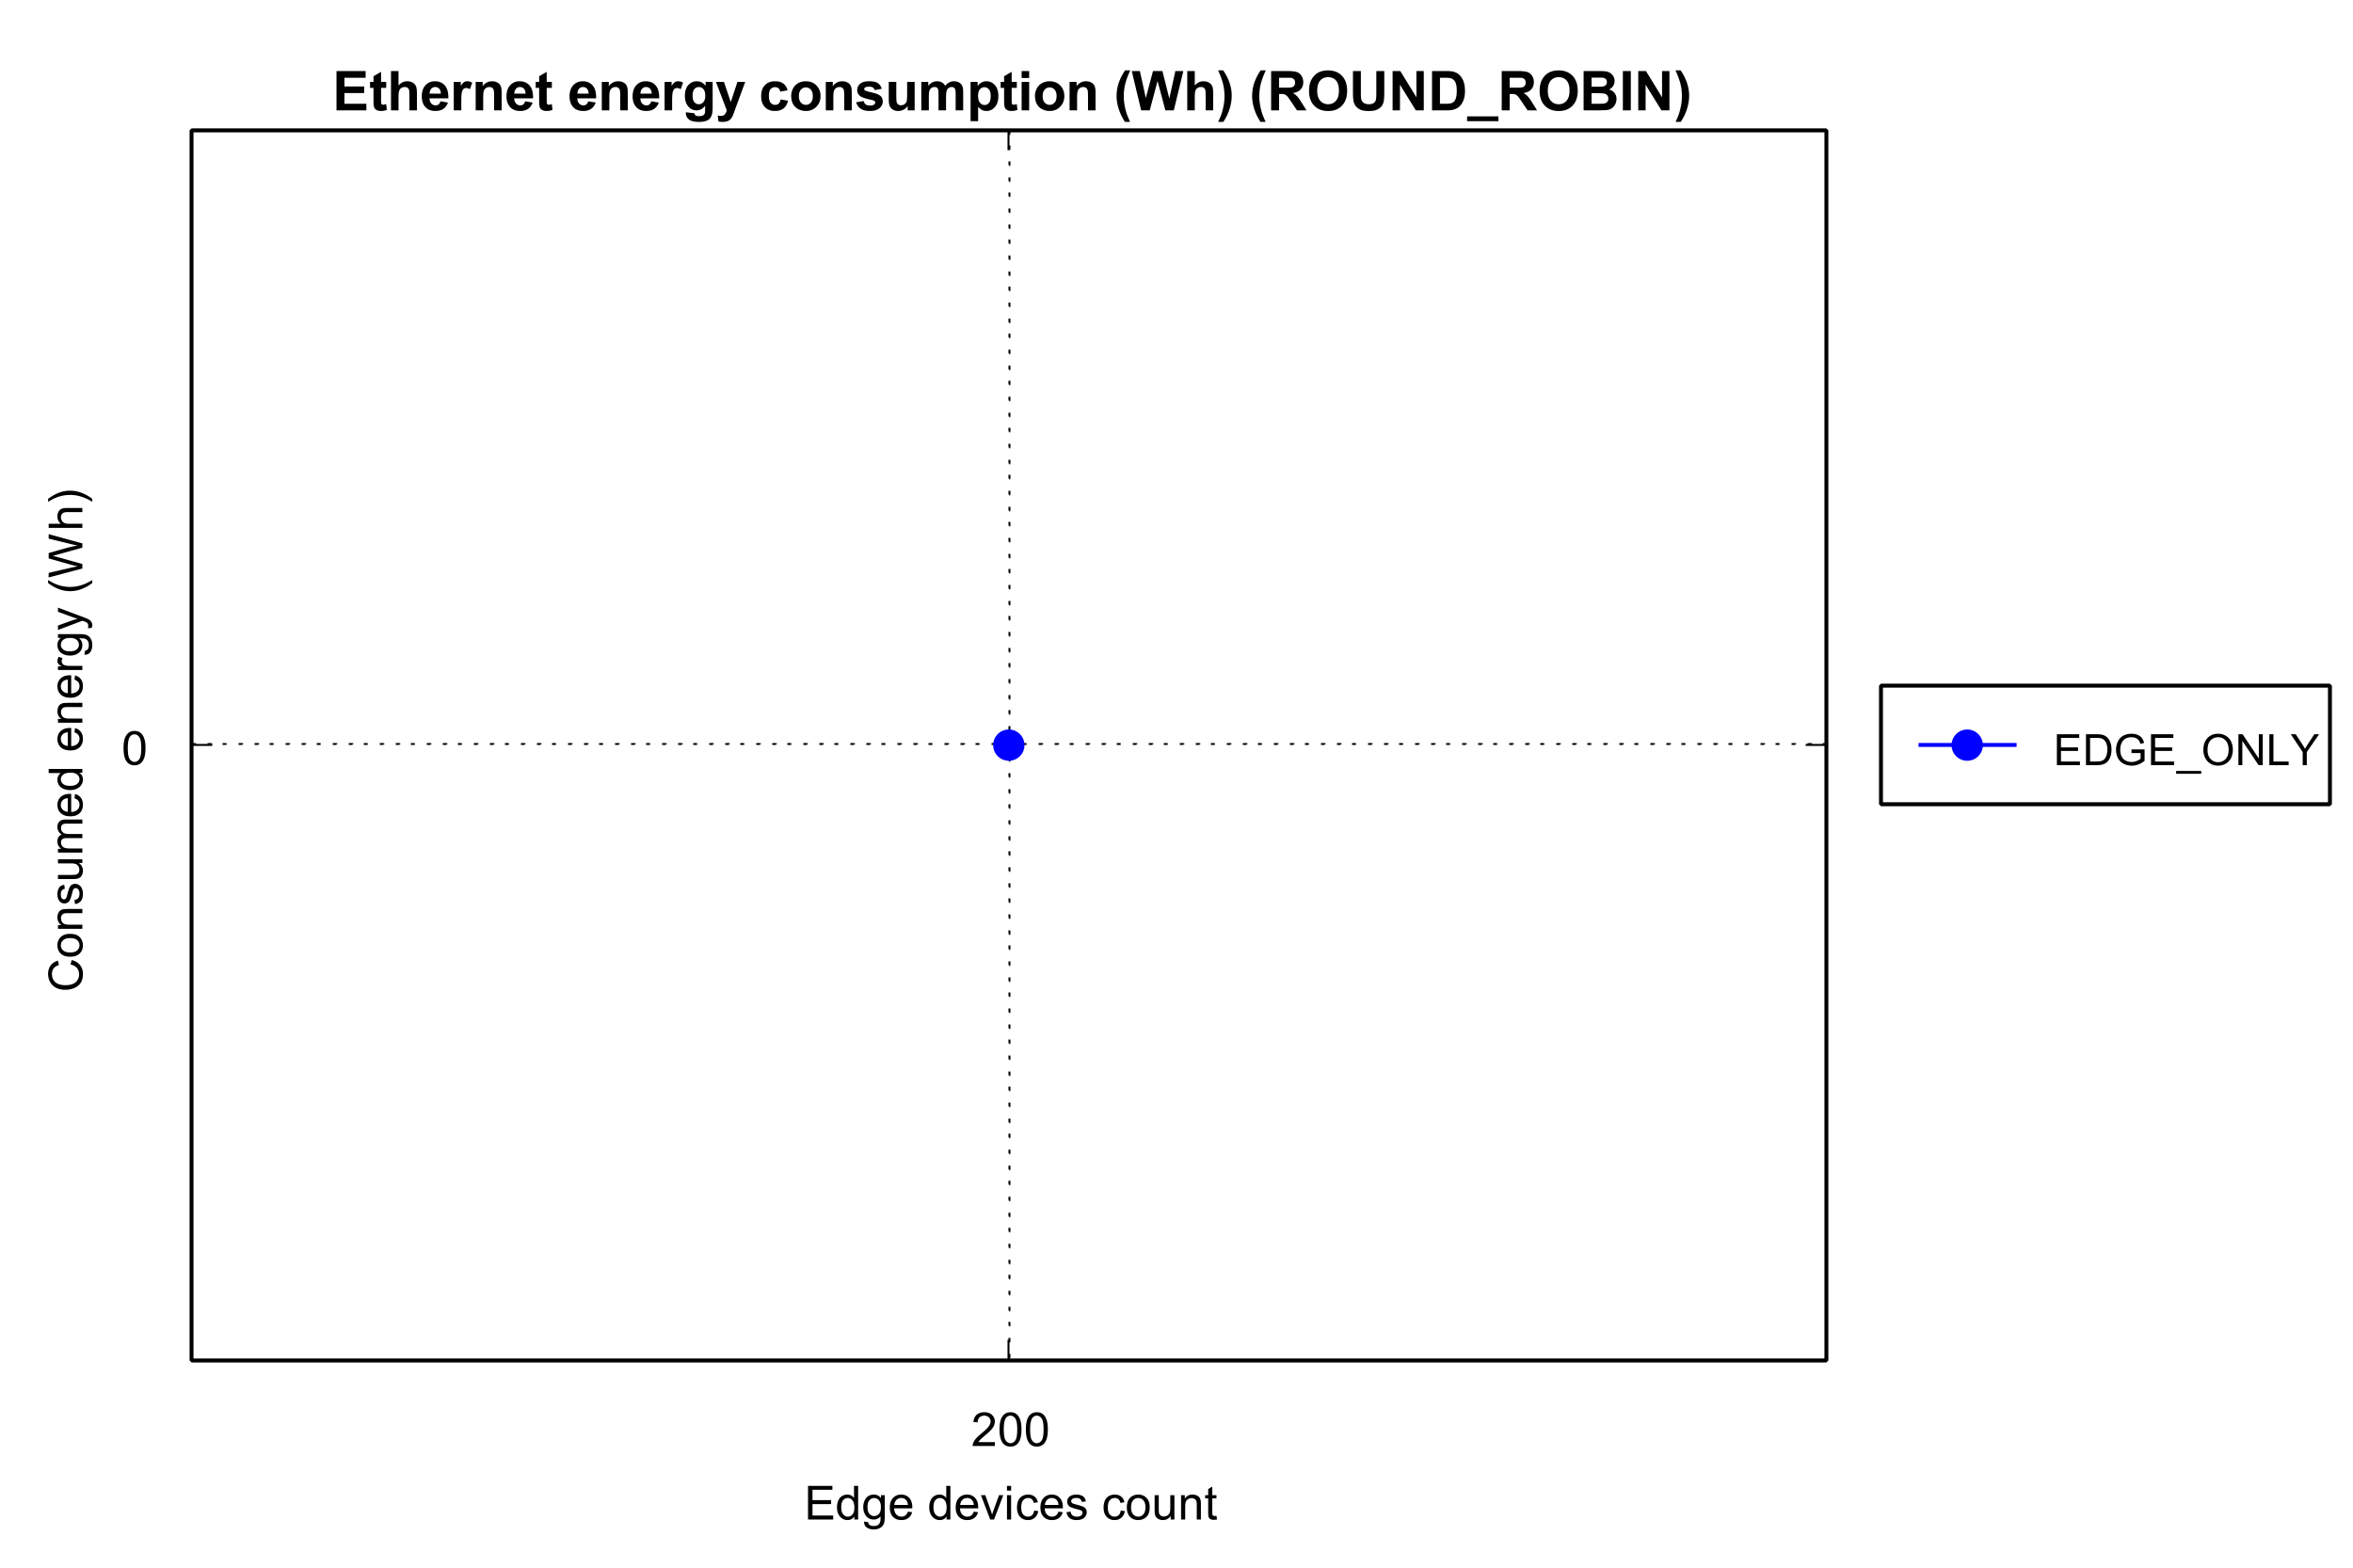 Ethernet energy consumption (Wh) (ROUND_ROBIN)
Consumed energy (Wh)
0
EDGE_ONLY
200
Edge devices count